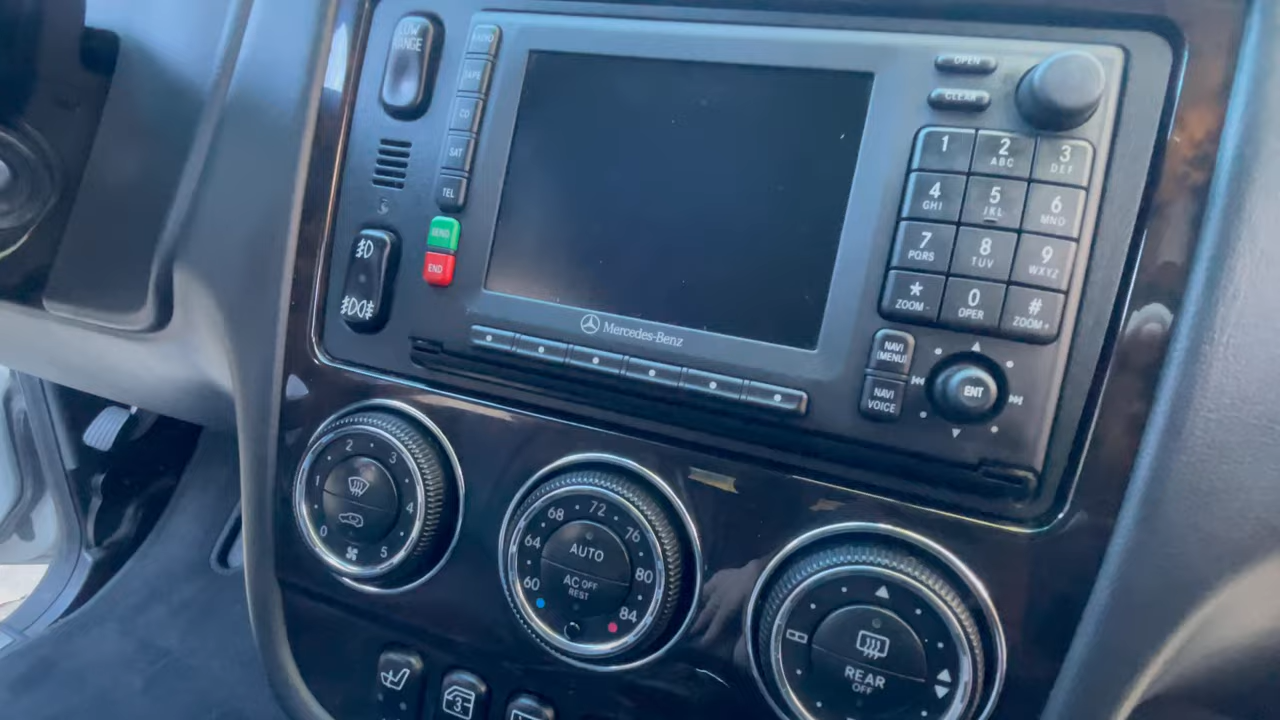 LOW
RANGE
RADIO
TAPE
CD
SAT
TEL
SEND
END
OPEN
CLEAR
1
2
ABC
3
DEF
4
GHI
5
JKL
6
MNO
7
PQRS
8
TUV
9
WXYZ
*
ZOOM -
0
OPER
#
ZOOM +
NAVI
(MENU)
NAVI
VOICE
ENT
Mercedes-Benz
0 1 2 3 4 5
60 64 68 72 76 80 84
AUTO
AC OFF
REST
REAR
OFF
3